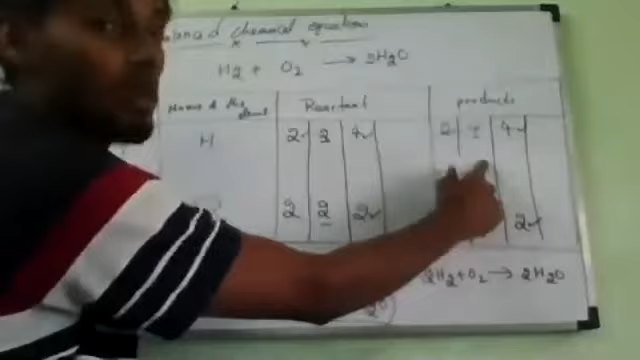 chemical equation
H2 + O2 → 2H2O
Name of the Reactant products
element
H 2 2 4 2 4
2 2 2 2
2H2 + O2 → 2H2O